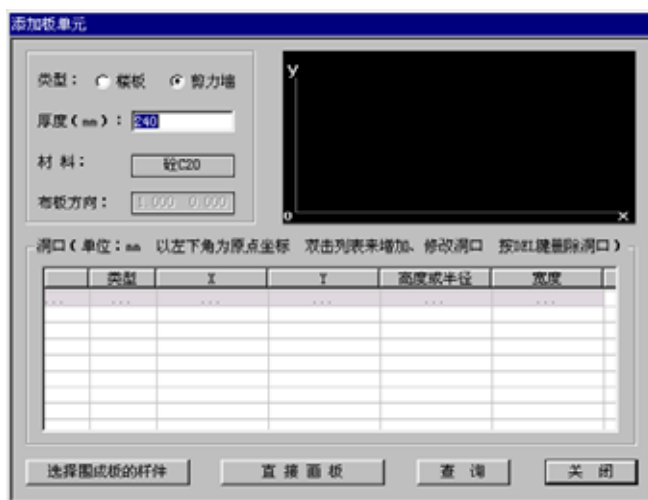 添加板单元
类型： 楼板 剪力墙
厚度(mm)： 240
材 料： 砼C20
布板方向： 1.000 0.000
y
0 x
洞口(单位：mm 以左下角为原点坐标 双击列表来增加、修改洞口 按DEL键删除洞口)
类型 X Y 高度或半径 宽度
... ... ... ... ... ...
选择围成板的杆件 直接画板 查 询 关 闭